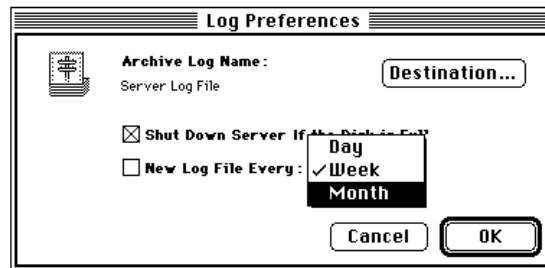 Log Preferences
Archive Log Name:
Destination...
Server Log File
Shut Down Server If the Disk is Full
Day
New Log File Every: ✓Week
Month
Cancel OK